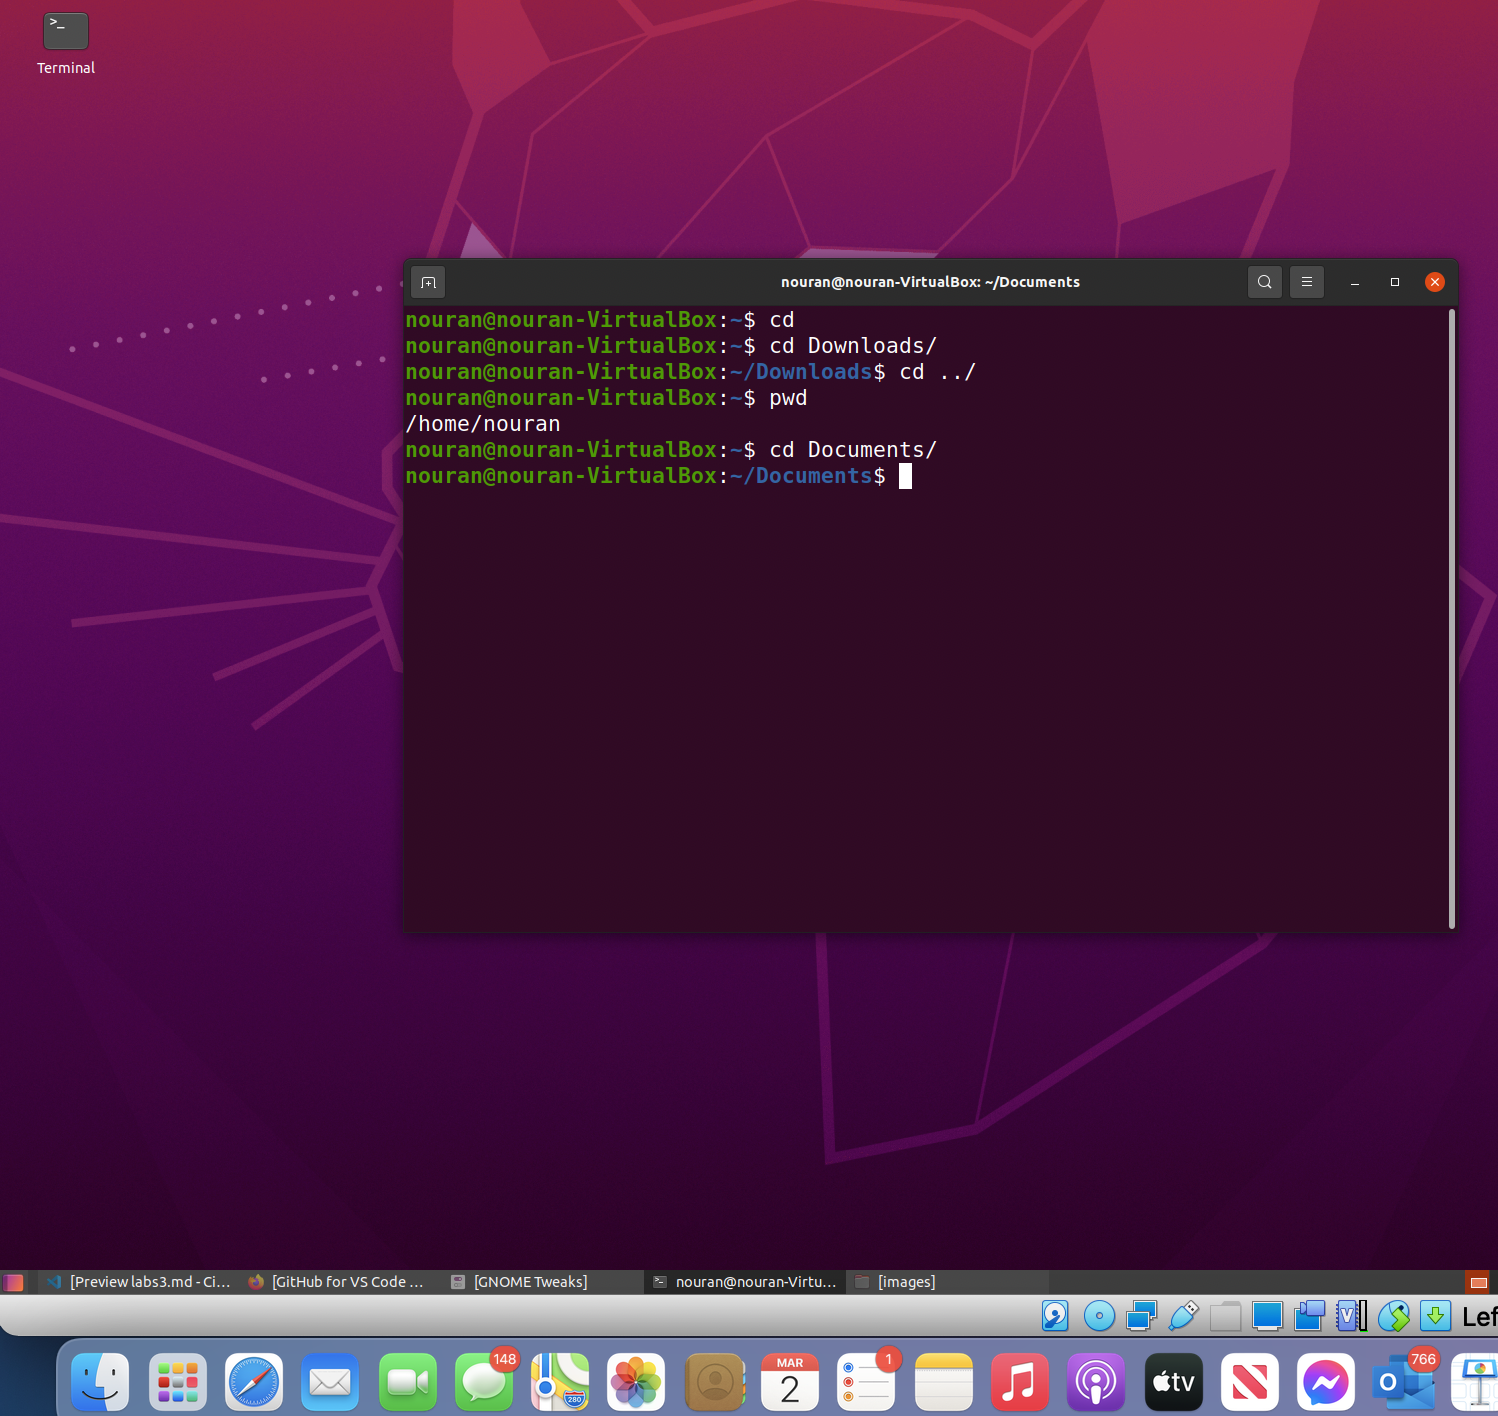 >_
Terminal
nouran@nouran-VirtualBox: ~/Documents
nouran@nouran-VirtualBox:~$ cd
nouran@nouran-VirtualBox:~$ cd Downloads/
nouran@nouran-VirtualBox:~/Downloads$ cd ../
nouran@nouran-VirtualBox:~$ pwd
/home/nouran
nouran@nouran-VirtualBox:~$ cd Documents/
nouran@nouran-VirtualBox:~/Documents$
[Preview labs3.md - Ci... [GitHub for VS Code ... [GNOME Tweaks] nouran@nouran-Virtu... [images]
V Lef
148 280 MAR 2 1 tv O 766